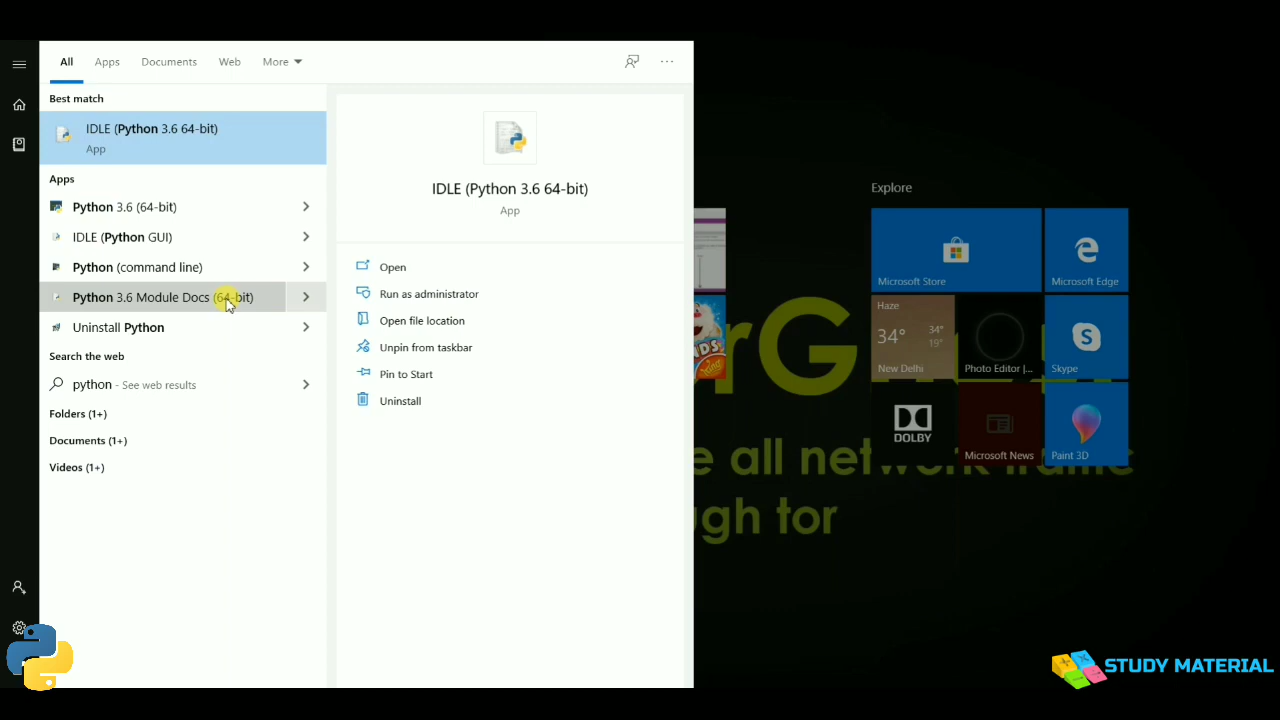 All
Apps
Documents
Web
More
Best match
IDLE (Python 3.6 64-bit)
App
Apps
Python 3.6 (64-bit)
IDLE (Python GUI)
Python (command line)
Python 3.6 Module Docs (64-bit)
Uninstall Python
Search the web
python - See web results
Folders (1+)
Documents (1+)
Videos (1+)
IDLE (Python 3.6 64-bit)
App
Open
Run as administrator
Open file location
Unpin from taskbar
Pin to Start
Uninstall
Explore
Microsoft Store
Microsoft Edge
Haze
34° 34°
19°
New Delhi
Photo Editor |...
Skype
DOLBY
Microsoft News
Paint 3D
all network
tor
STUDY MATERIAL